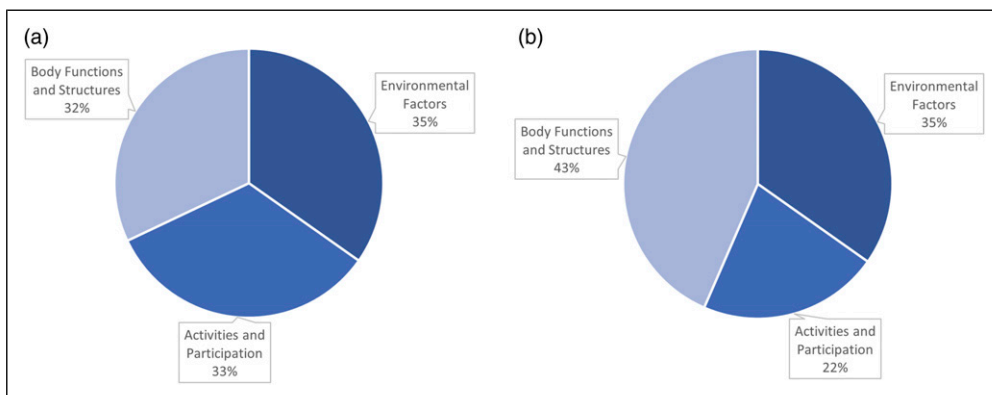 (a)
Body Functions
and Structures
32%
Environmental
Factors
35%
Activities and
Participation
33%
(b)
Body Functions
and Structures
43%
Environmental
Factors
35%
Activities and
Participation
22%